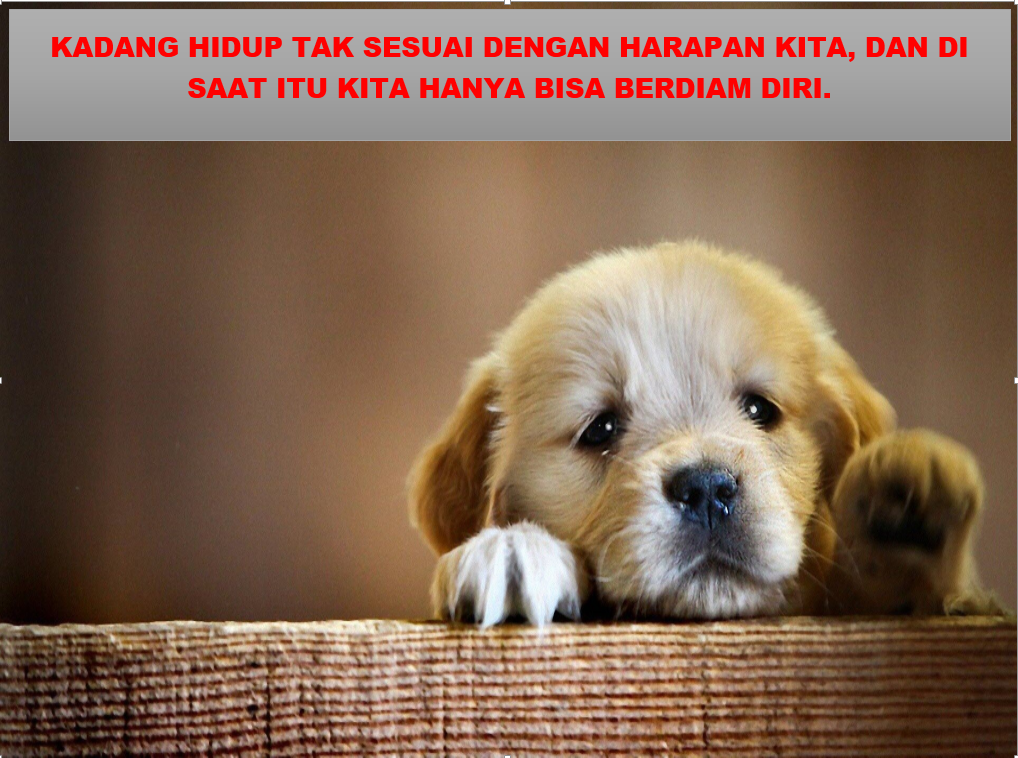 KADANG HIDUP TAK SESUAI DENGAN HARAPAN KITA, DAN DI
SAAT ITU KITA HANYA BISA BERDIAM DIRI.